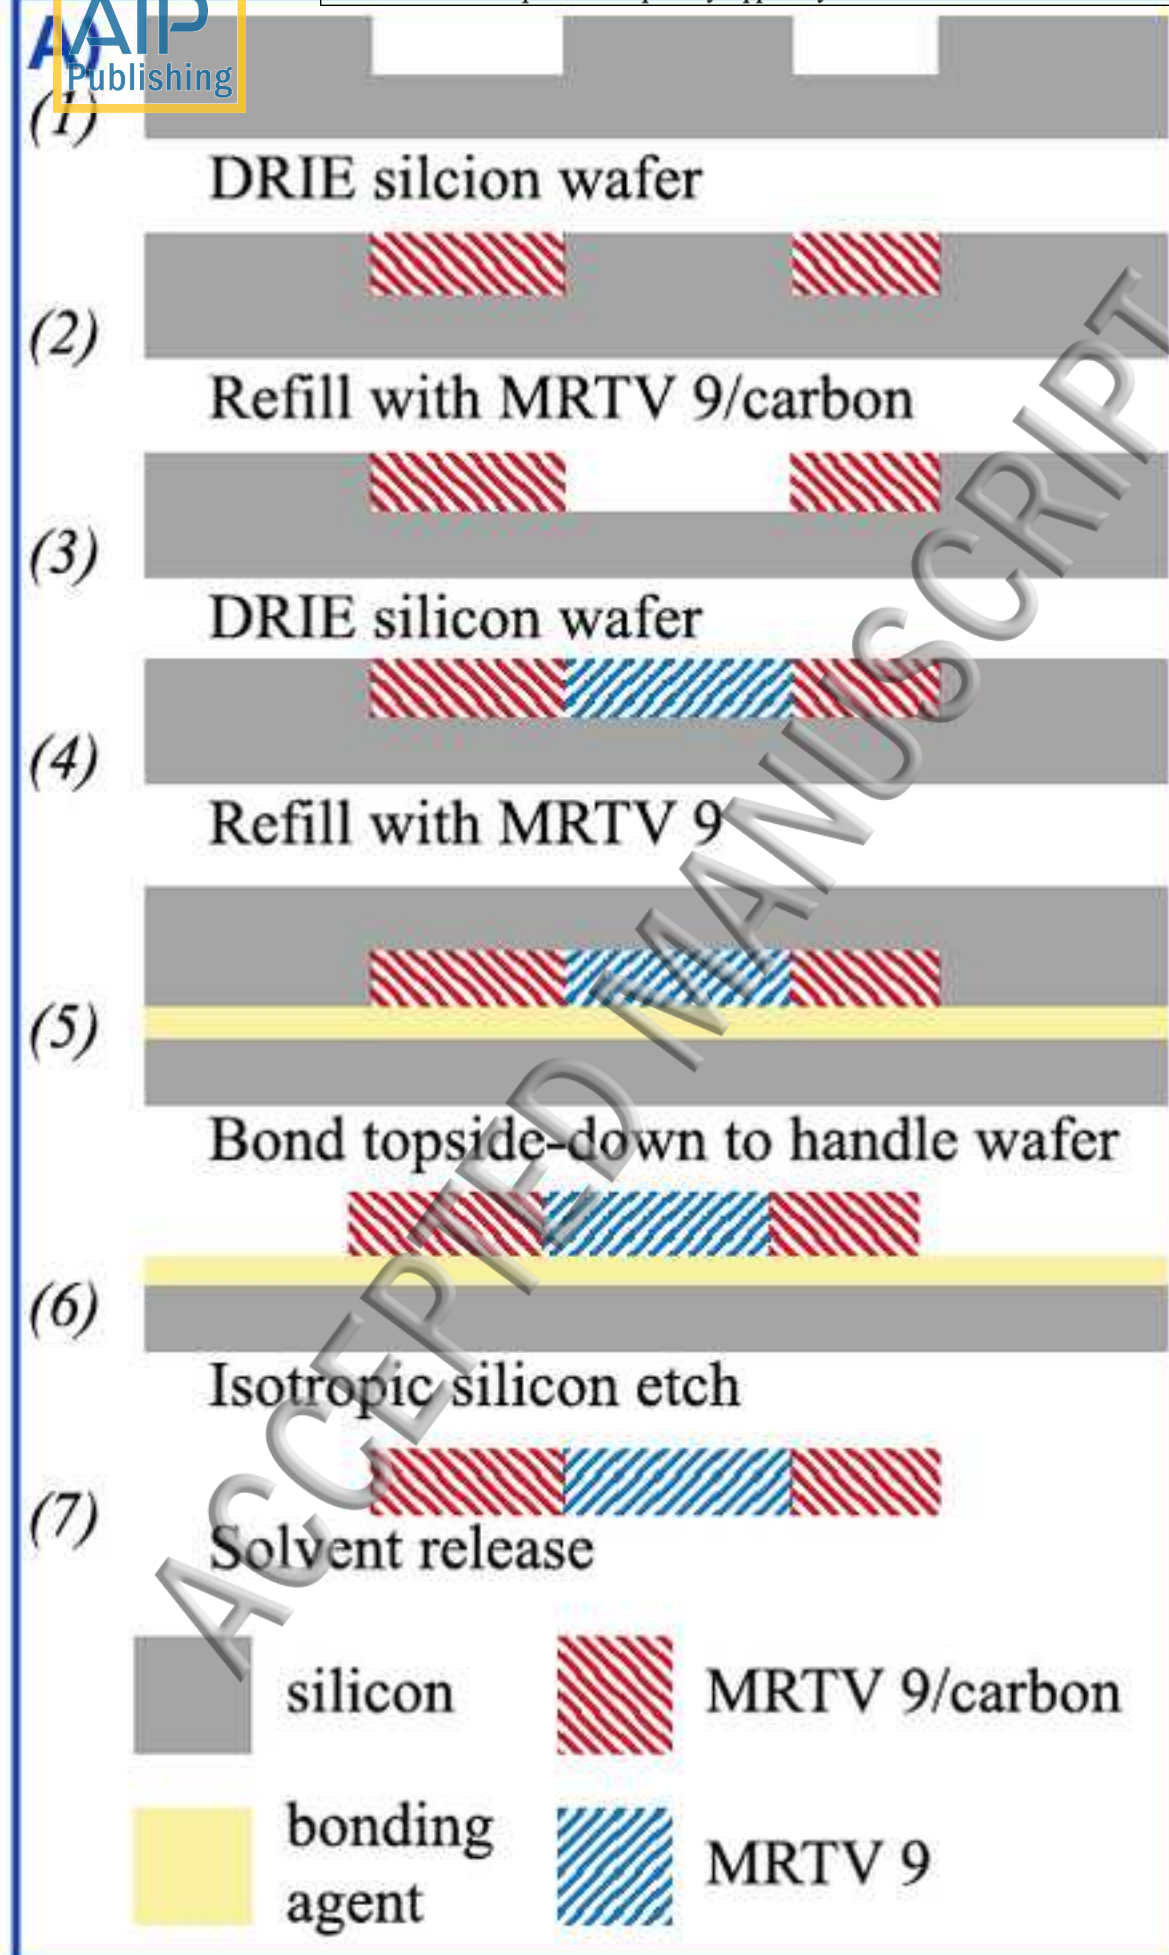 A)
AIP
Publishing
(1)
DRIE silcion wafer
(2)
Refill with MRTV 9/carbon
(3)
DRIE silicon wafer
(4)
Refill with MRTV 9
(5)
Bond topside-down to handle wafer
(6)
Isotropic silicon etch
(7)
Solvent release
silicon
MRTV 9/carbon
bonding
agent
MRTV 9
ACCEPTED MANUSCRIPT